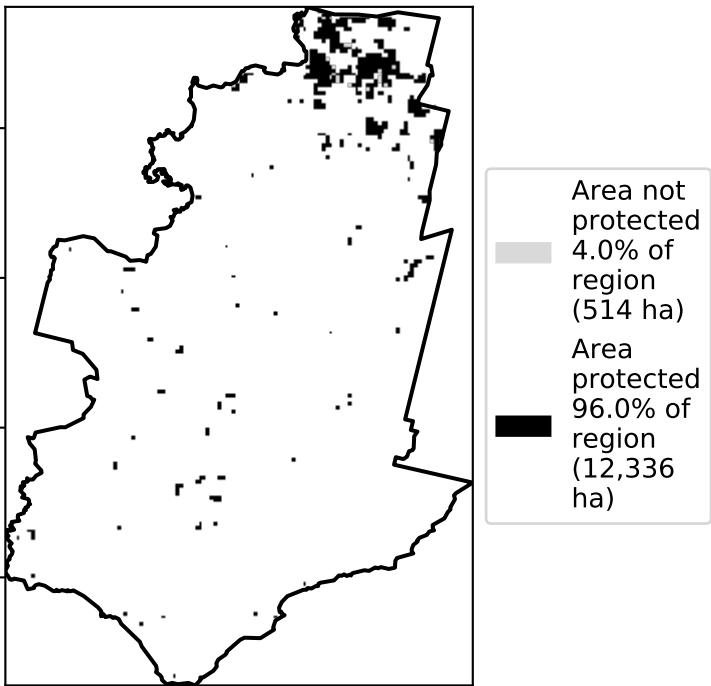 Area not
protected
4.0% of
region
(514 ha)
Area
protected
96.0% of
region
(12,336
ha)